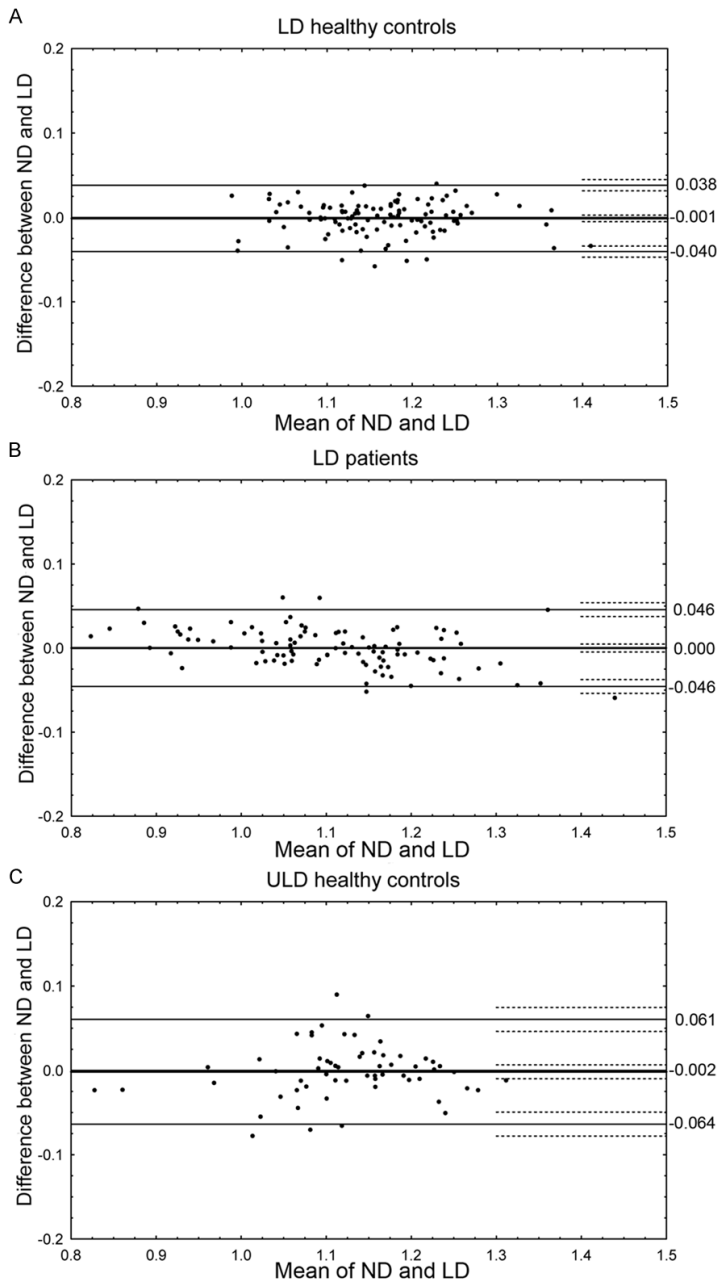 A
LD healthy controls
Difference between ND and LD
0.2
0.1
0.0
-0.1
-0.2
0.038
-0.001
-0.040
0.8 0.9 1.0 1.1 1.2 1.3 1.4 1.5
Mean of ND and LD
B
LD patients
Difference between ND and LD
0.2
0.1
0.0
-0.1
-0.2
0.046
0.000
-0.046
0.8 0.9 1.0 1.1 1.2 1.3 1.4 1.5
Mean of ND and LD
C
ULD healthy controls
Difference between ND and LD
0.2
0.1
0.0
-0.1
-0.2
0.061
-0.002
-0.064
0.8 0.9 1.0 1.1 1.2 1.3 1.4 1.5
Mean of ND and LD